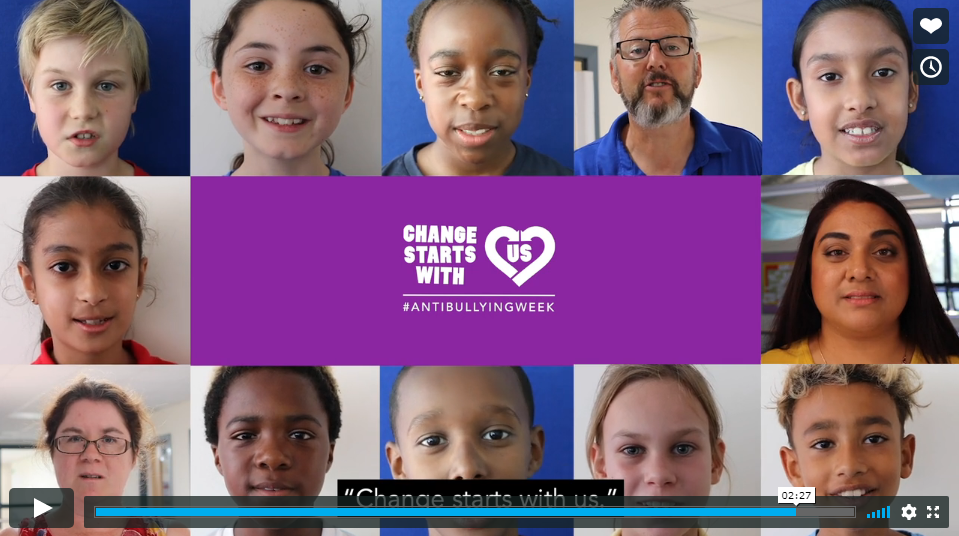 CHANGE
STARTS
WITH
US
#ANTIBULLYINGWEEK
"Change starts with us."
02:27